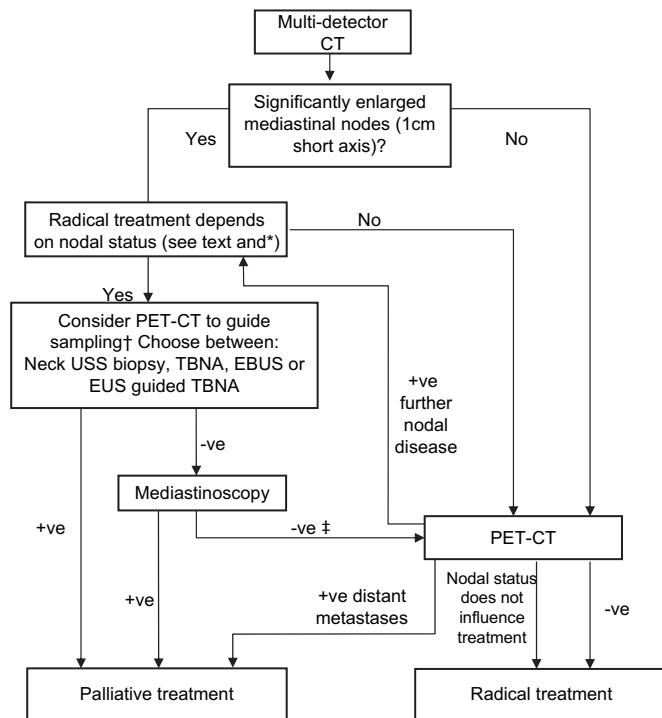 Multi-detector
CT
Significantly enlarged
mediastinal nodes (1cm
short axis)?
Yes
No
Radical treatment depends
on nodal status (see text and*)
No
Yes
Consider PET-CT to guide
sampling† Choose between:
Neck USS biopsy, TBNA, EBUS or
EUS guided TBNA
+ve
further
nodal
disease
-ve
Mediastinoscopy
+ve
-ve ‡
PET-CT
+ve
+ve distant
metastases
Nodal status
does not
influence
treatment
-ve
Palliative treatment
Radical treatment